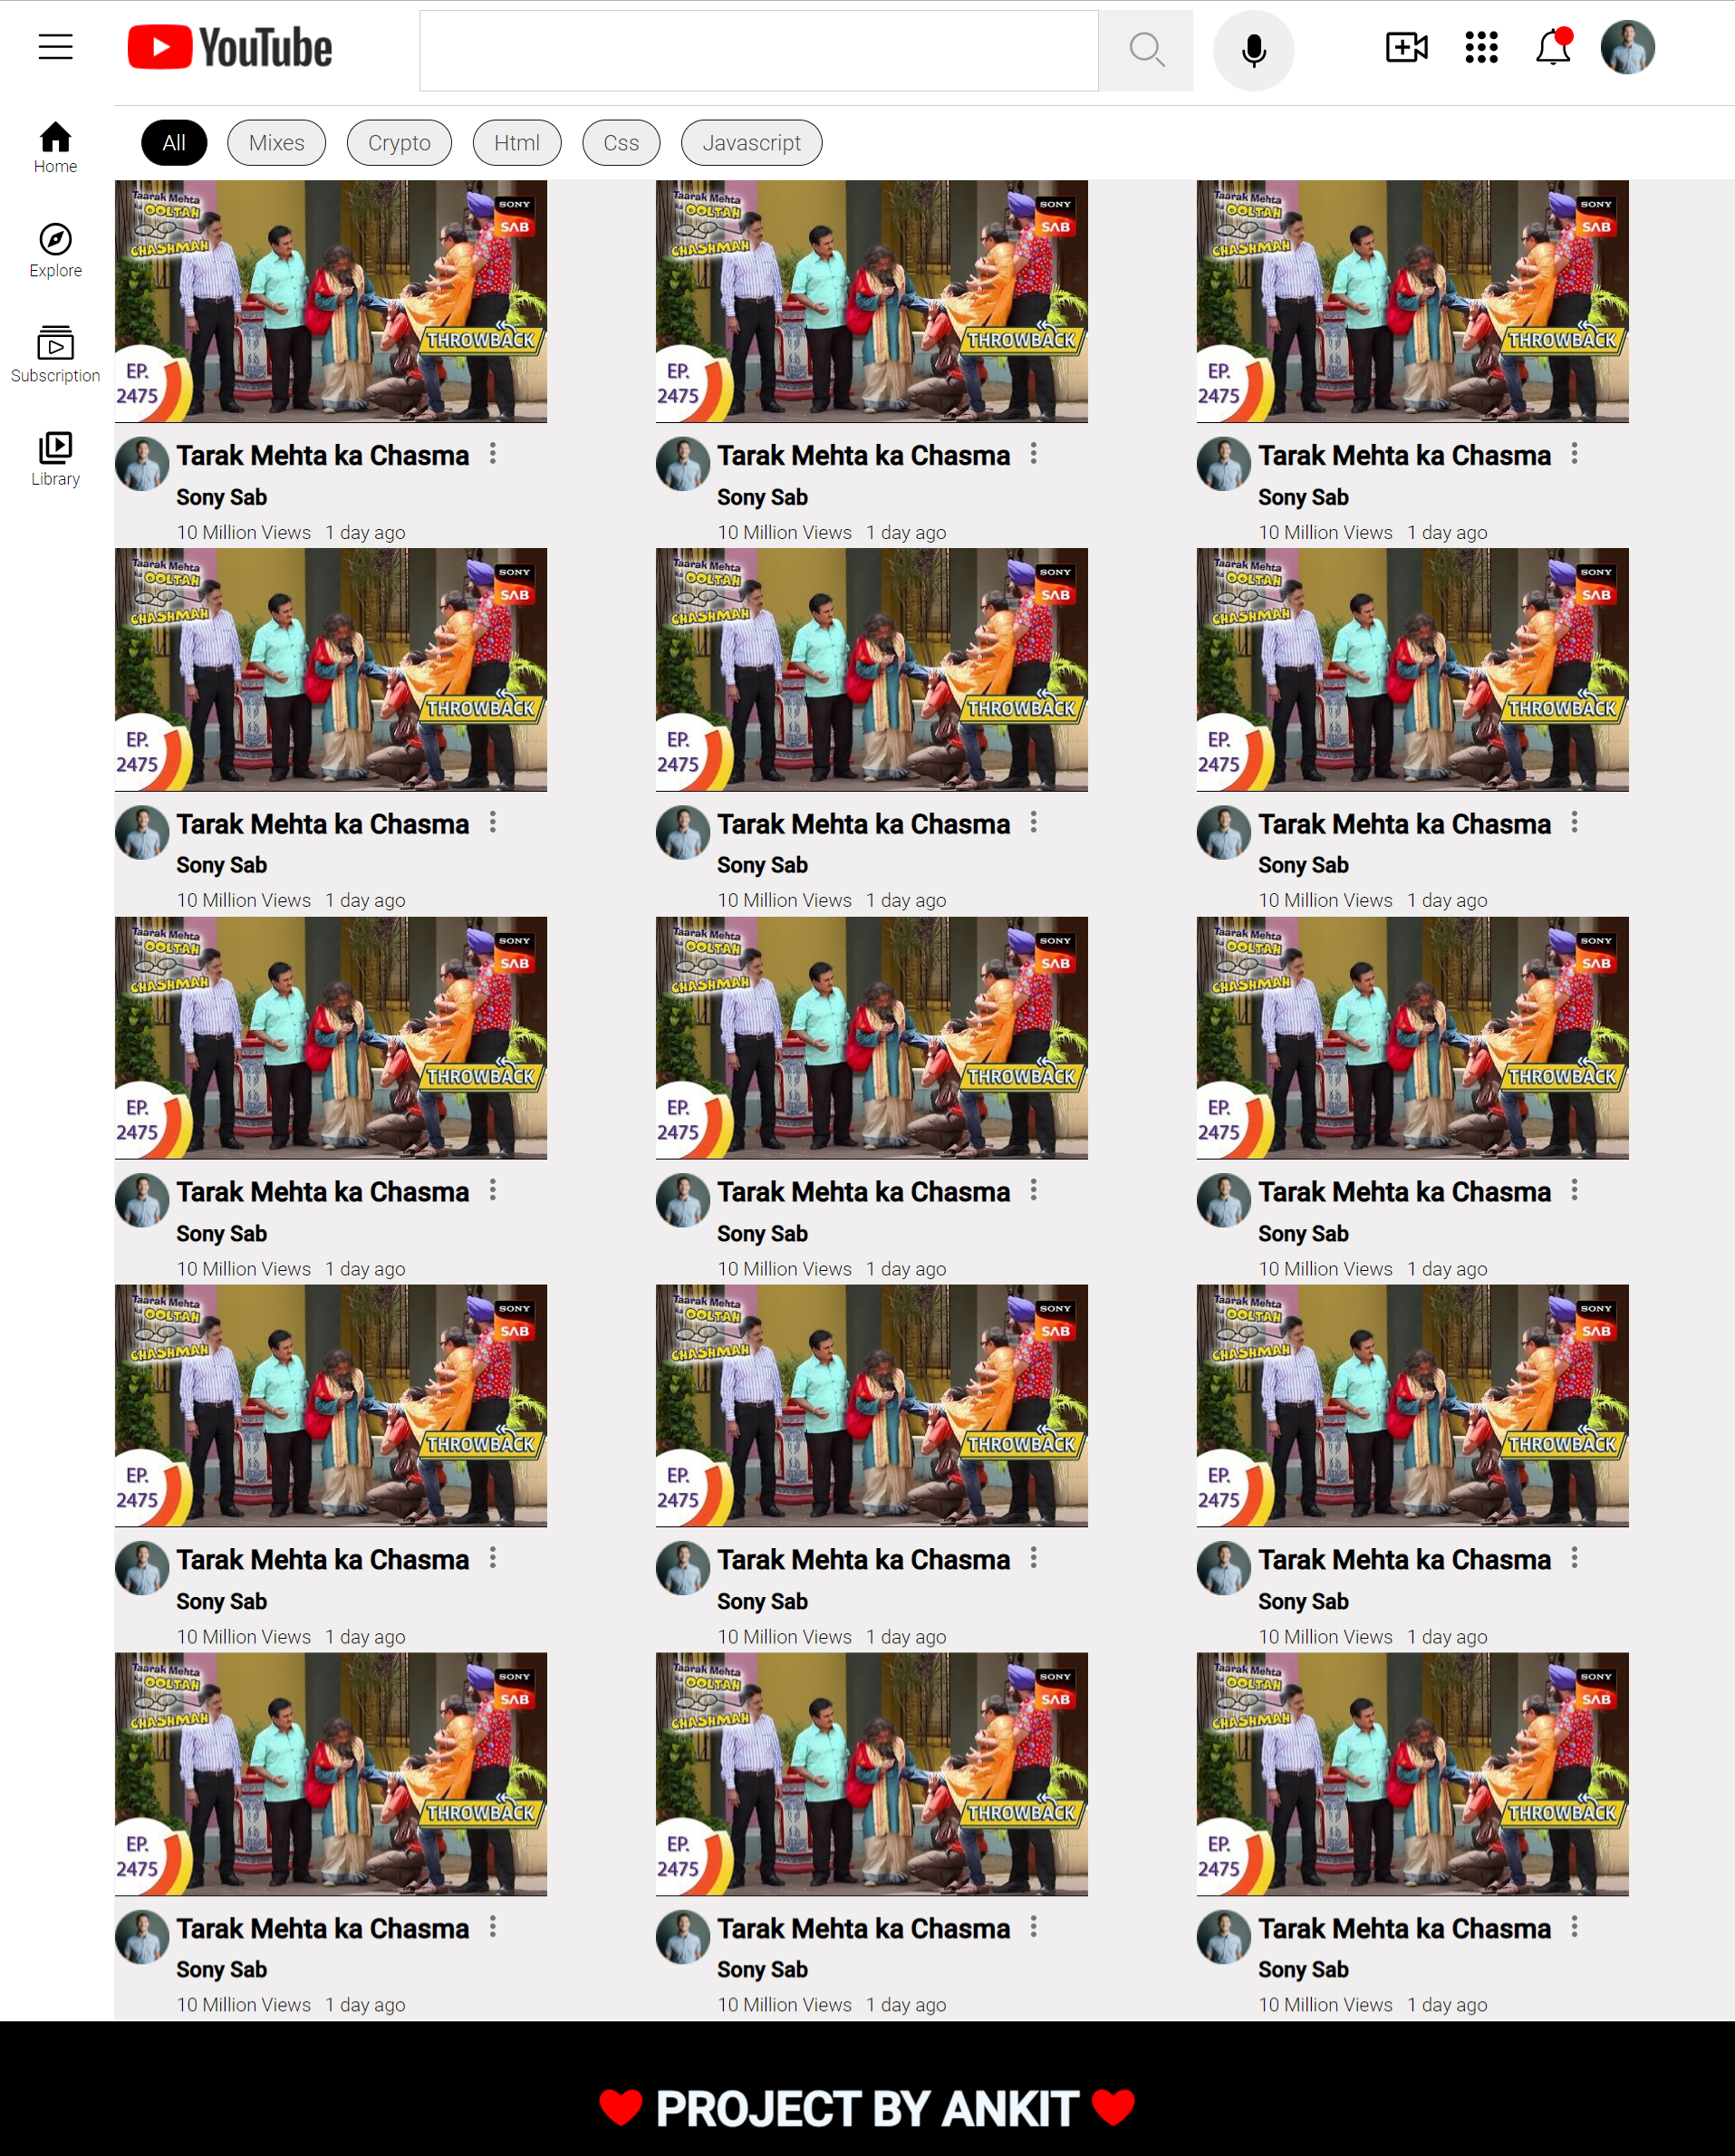 YouTube
All Mixes Crypto Html Css Javascript
Home
Explore
Subscription
Library
Taarak Mehta Taarak Mehta Taarak Mehta
ka OOLTAH ka OOLTAH ka OOLTAH
CHASHMAH CHASHMAH CHASHMAH
SONY SONY SONY
SAB SAB SAB
THROWBACK THROWBACK THROWBACK
EP. EP. EP.
2475 2475 2475
Tarak Mehta ka Chasma Tarak Mehta ka Chasma Tarak Mehta ka Chasma
Sony Sab Sony Sab Sony Sab
10 Million Views 1 day ago 10 Million Views 1 day ago 10 Million Views 1 day ago
Taarak Mehta Taarak Mehta Taarak Mehta
ka OOLTAH ka OOLTAH ka OOLTAH
CHASHMAH CHASHMAH CHASHMAH
SONY SONY SONY
SAB SAB SAB
THROWBACK THROWBACK THROWBACK
EP. EP. EP.
2475 2475 2475
Tarak Mehta ka Chasma Tarak Mehta ka Chasma Tarak Mehta ka Chasma
Sony Sab Sony Sab Sony Sab
10 Million Views 1 day ago 10 Million Views 1 day ago 10 Million Views 1 day ago
Taarak Mehta Taarak Mehta Taarak Mehta
ka OOLTAH ka OOLTAH ka OOLTAH
CHASHMAH CHASHMAH CHASHMAH
SONY SONY SONY
SAB SAB SAB
THROWBACK THROWBACK THROWBACK
EP. EP. EP.
2475 2475 2475
Tarak Mehta ka Chasma Tarak Mehta ka Chasma Tarak Mehta ka Chasma
Sony Sab Sony Sab Sony Sab
10 Million Views 1 day ago 10 Million Views 1 day ago 10 Million Views 1 day ago
Taarak Mehta Taarak Mehta Taarak Mehta
ka OOLTAH ka OOLTAH ka OOLTAH
CHASHMAH CHASHMAH CHASHMAH
SONY SONY SONY
SAB SAB SAB
THROWBACK THROWBACK THROWBACK
EP. EP. EP.
2475 2475 2475
Tarak Mehta ka Chasma Tarak Mehta ka Chasma Tarak Mehta ka Chasma
Sony Sab Sony Sab Sony Sab
10 Million Views 1 day ago 10 Million Views 1 day ago 10 Million Views 1 day ago
Taarak Mehta Taarak Mehta Taarak Mehta
ka OOLTAH ka OOLTAH ka OOLTAH
CHASHMAH CHASHMAH CHASHMAH
SONY SONY SONY
SAB SAB SAB
THROWBACK THROWBACK THROWBACK
EP. EP. EP.
2475 2475 2475
Tarak Mehta ka Chasma Tarak Mehta ka Chasma Tarak Mehta ka Chasma
Sony Sab Sony Sab Sony Sab
10 Million Views 1 day ago 10 Million Views 1 day ago 10 Million Views 1 day ago
PROJECT BY ANKIT